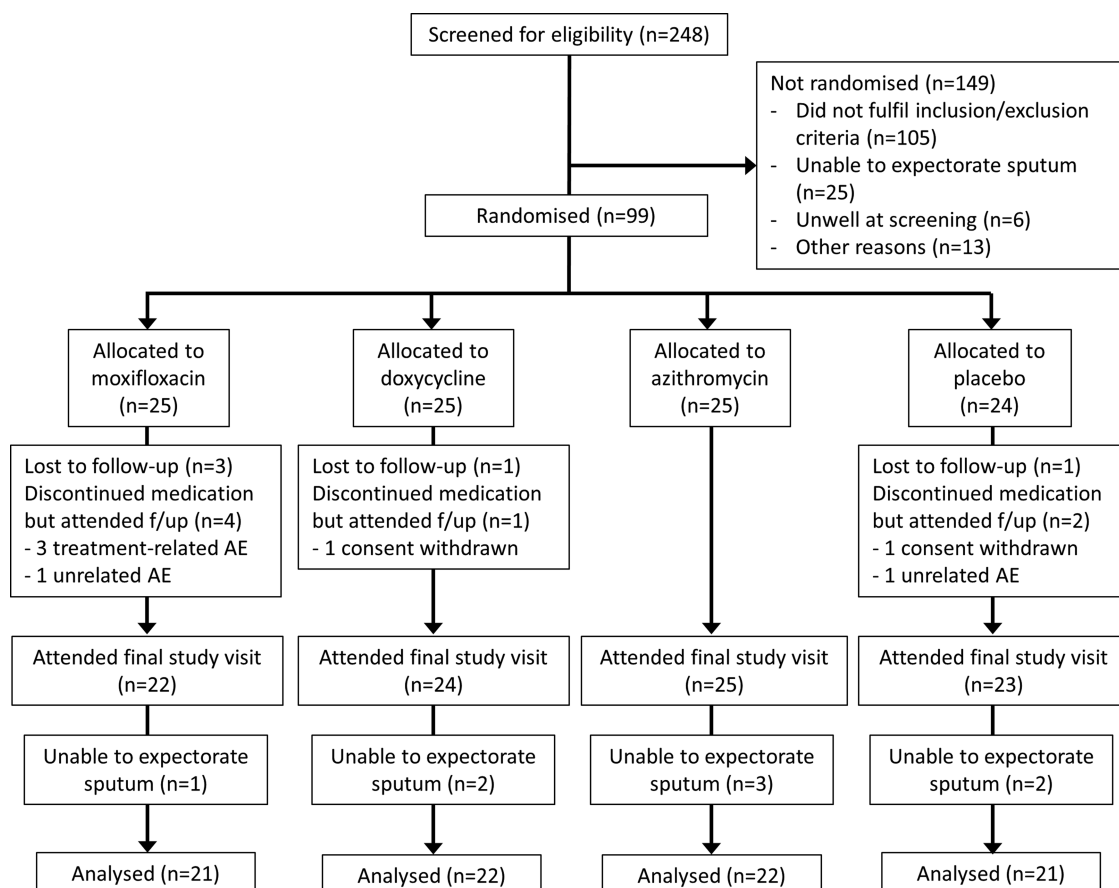 Screened for eligibility (n=248)
Not randomised (n=149)
- Did not fulfil inclusion/exclusion
criteria (n=105)
- Unable to expectorate sputum
(n=25)
- Unwell at screening (n=6)
- Other reasons (n=13)
Randomised (n=99)
Allocated to
moxifloxacin
(n=25)
Allocated to
doxycycline
(n=25)
Allocated to
azithromycin
(n=25)
Allocated to
placebo
(n=24)
Lost to follow-up (n=3)
Discontinued medication
but attended f/up (n=4)
- 3 treatment-related AE
- 1 unrelated AE
Lost to follow-up (n=1)
Discontinued medication
but attended f/up (n=1)
- 1 consent withdrawn
Lost to follow-up (n=1)
Discontinued medication
but attended f/up (n=2)
- 1 consent withdrawn
- 1 unrelated AE
Attended final study visit
(n=22)
Attended final study visit
(n=24)
Attended final study visit
(n=25)
Attended final study visit
(n=23)
Unable to expectorate
sputum (n=1)
Unable to expectorate
sputum (n=2)
Unable to expectorate
sputum (n=3)
Unable to expectorate
sputum (n=2)
Analysed (n=21)
Analysed (n=22)
Analysed (n=22)
Analysed (n=21)